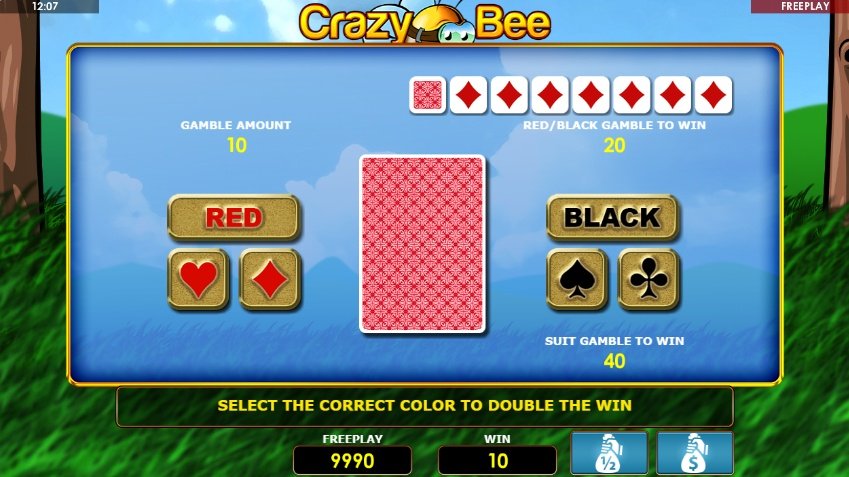 12:07
Crazy Bee
FREEPLAY
GAMBLE AMOUNT
10
RED/BLACK GAMBLE TO WIN
20
RED
BLACK
SUIT GAMBLE TO WIN
40
SELECT THE CORRECT COLOR TO DOUBLE THE WIN
FREEPLAY
9990
WIN
10
½
$